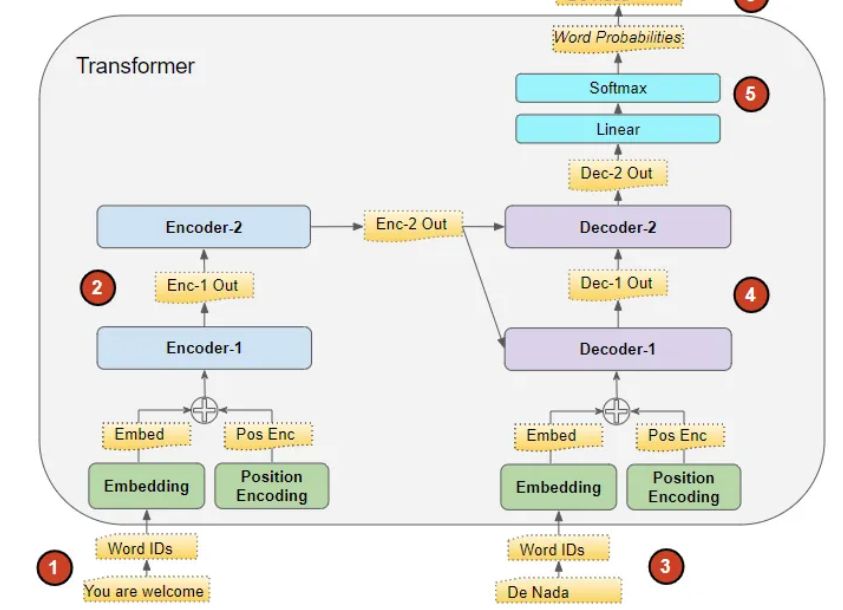 Word Probabilities
Transformer
Softmax
5
Linear
Dec-2 Out
Encoder-2
Enc-2 Out
Decoder-2
2
Enc-1 Out
Dec-1 Out
4
Encoder-1
Decoder-1
Embed
Pos Enc
Embed
Pos Enc
Embedding
Position
Encoding
Embedding
Position
Encoding
1
Word IDs
Word IDs
3
You are welcome
De Nada